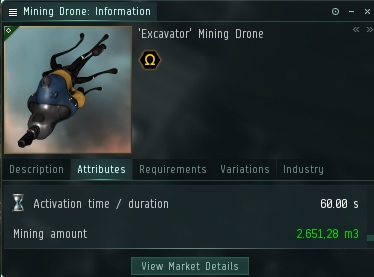 Mining Drone: Information
'Excavator' Mining Drone
Ω
Description Attributes Requirements Variations Industry
Activation time / duration 60.00 s
Mining amount 2.651,28 m3
View Market Details